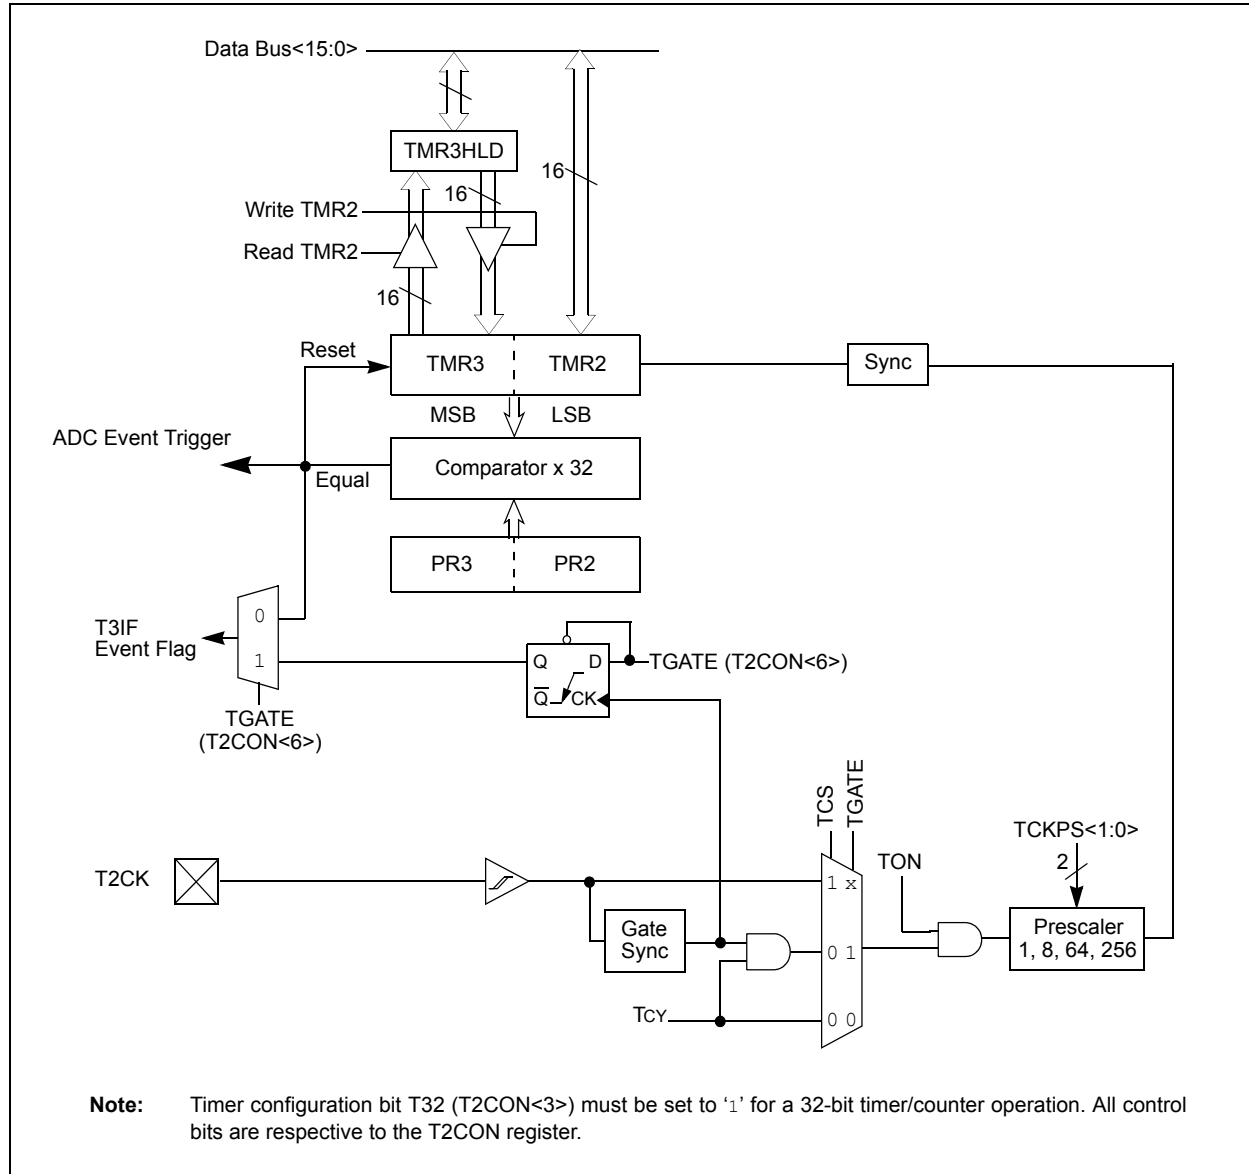 Data Bus<15:0>
TMR3HLD
16
16
Write TMR2
Read TMR2
16
Reset
TMR3
TMR2
Sync
MSB
LSB
ADC Event Trigger
Equal
Comparator x 32
PR3
PR2
0
T3IF
Event Flag
1
Q
D
TGATE (T2CON<6>)
Q
CK
TGATE
(T2CON<6>)
TCS
TGATE
TCKPS<1:0>
2
TON
T2CK
1 x
Gate
Sync
0 1
Prescaler
1, 8, 64, 256
TCY
0 0
Note: Timer configuration bit T32 (T2CON<3>) must be set to ‘1’ for a 32-bit timer/counter operation. All control
bits are respective to the T2CON register.